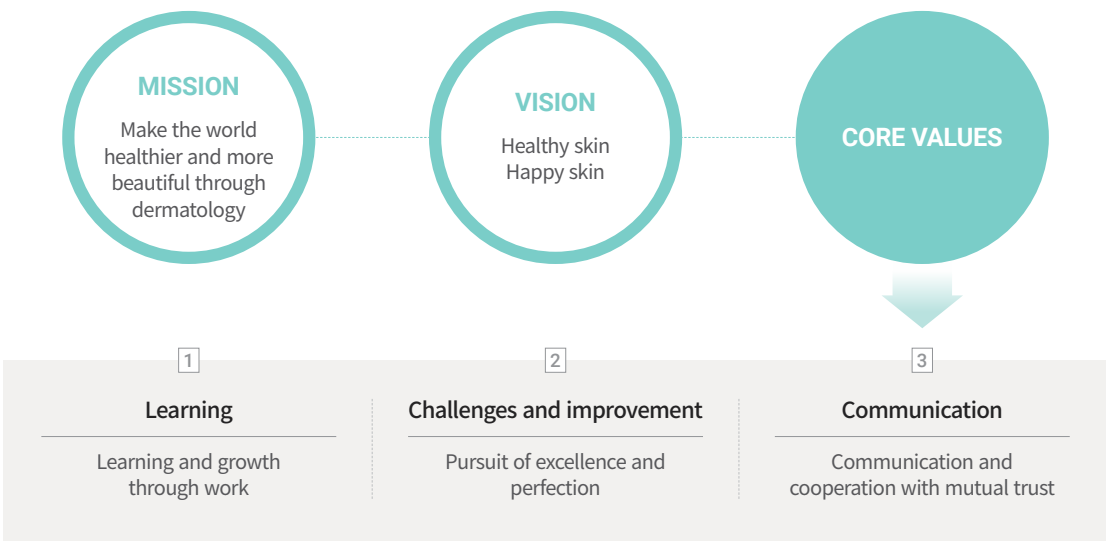 MISSION
Make the world
healthier and more
beautiful through
dermatology
VISION
Healthy skin
Happy skin
CORE VALUES
1
Learning
Learning and growth
through work
2
Challenges and improvement
Pursuit of excellence and
perfection
3
Communication
Communication and
cooperation with mutual trust